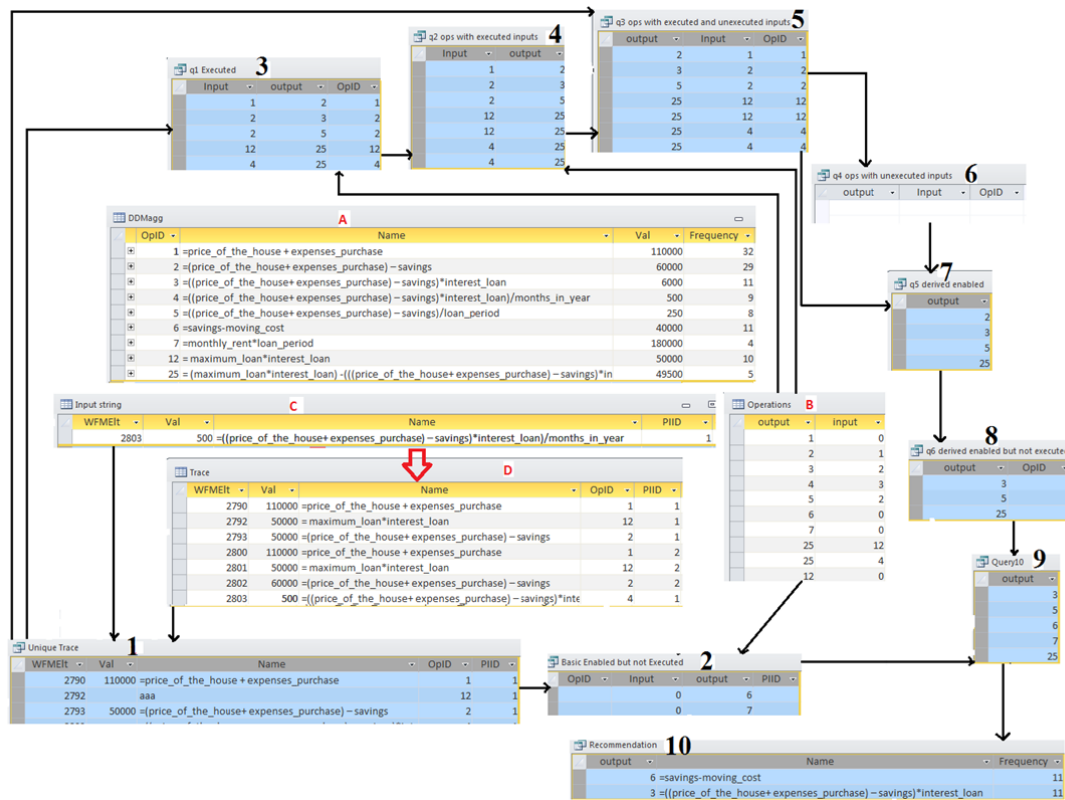 q3 ops with executed and unexecuted inputs 5
output Input OpID
2 1 1
3 2 2
5 2 2
25 12 12
25 12 12
25 4 4
25 4 4
q2 ops with executed inputs 4
Input output
1 2
2 3
2 5
12 25
12 25
4 25
4 25
q1 Executed 3
Input output OpID
1 2 1
2 3 2
2 5 2
12 25 12
4 25 4
q4 ops with unexecuted inputs 6
output Input OpID
DDMagg A
OpID Name Val Frequency
1 =price_of_the_house + expenses_purchase 110000 32
2 =(price_of_the_house+ expenses_purchase) – savings 60000 29
3 =((price_of_the_house+ expenses_purchase) – savings)*interest_loan 6000 11
4 =((price_of_the_house+ expenses_purchase) – savings)*interest_loan)/months_in_year 500 9
5 =((price_of_the_house+ expenses_purchase) – savings)/loan_period 250 8
6 =savings-moving_cost 40000 11
7 =monthly_rent*loan_period 180000 4
12 = maximum_loan*interest_loan 50000 10
25 = (maximum_loan*interest_loan) -(((price_of_the_house+ expenses_purchase) – savings)*in 49500 5
7
q5 derived enabled
output
2
3
5
25
Input string C
WFMElt Val Name PIID
2803 500 =((price_of_the_house+ expenses_purchase) – savings)*interest_loan)/months_in_year 1
Operations B
output input
1 0
2 1
3 2
4 3
5 2
6 0
7 0
25 12
25 4
12 0
8
q6 derived enabled but not execute
output OpID
3
5
25
Trace D
WFMElt Val Name OpID PIID
2790 110000 =price_of_the_house + expenses_purchase 1 1
2792 50000 = maximum_loan*interest_loan 12 1
2793 50000 =(price_of_the_house+ expenses_purchase) – savings 2 1
2800 110000 =price_of_the_house + expenses_purchase 1 2
2801 50000 = maximum_loan*interest_loan 12 2
2802 60000 =(price_of_the_house+ expenses_purchase) – savings 2 2
2803 500 =((price_of_the_house+ expenses_purchase) – savings)*inte 4 1
Query10 9
output
3
5
6
7
25
Unique Trace 1
WFMElt Val Name OpID PIID
2790 110000 =price_of_the_house + expenses_purchase 1 1
2792 aaa 12 1
2793 50000 =(price_of_the_house+ expenses_purchase) – savings 2 1
Basic Enabled but not Executed 2
OpID Input output PIID
0 6
0 7
Recommendation 10
output Name Frequency
6 =savings-moving_cost 11
3 =((price_of_the_house+ expenses_purchase) – savings)*interest_loan 11